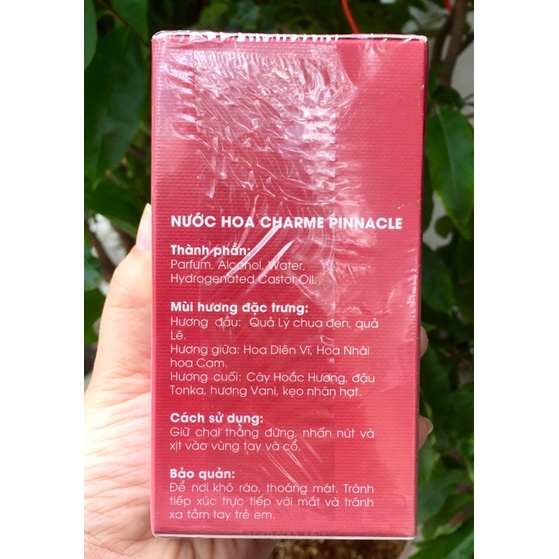 NƯỚC HOA CHARME PINNACLE
Thành phần:
Parfum, Alcohol, Water,
Hydrogenated Castor Oil.
Mùi hương đặc trưng:
Hương đầu: Quả Lý chua đen, quả
Lê.
Hương giữa: Hoa Diên Vĩ, Hoa Nhài
hoa Cam.
Hương cuối: Cây Hoắc Hương, đậu
Tonka, hương Vani, kẹo nhân hạt.
Cách sử dụng:
Giữ chai thẳng đứng, nhấn nút và
xịt vào vùng tay và cổ.
Bảo quản:
Để nơi khô ráo, thoáng mát. Tránh
tiếp xúc trực tiếp với mắt và tránh
xa tầm tay trẻ em.